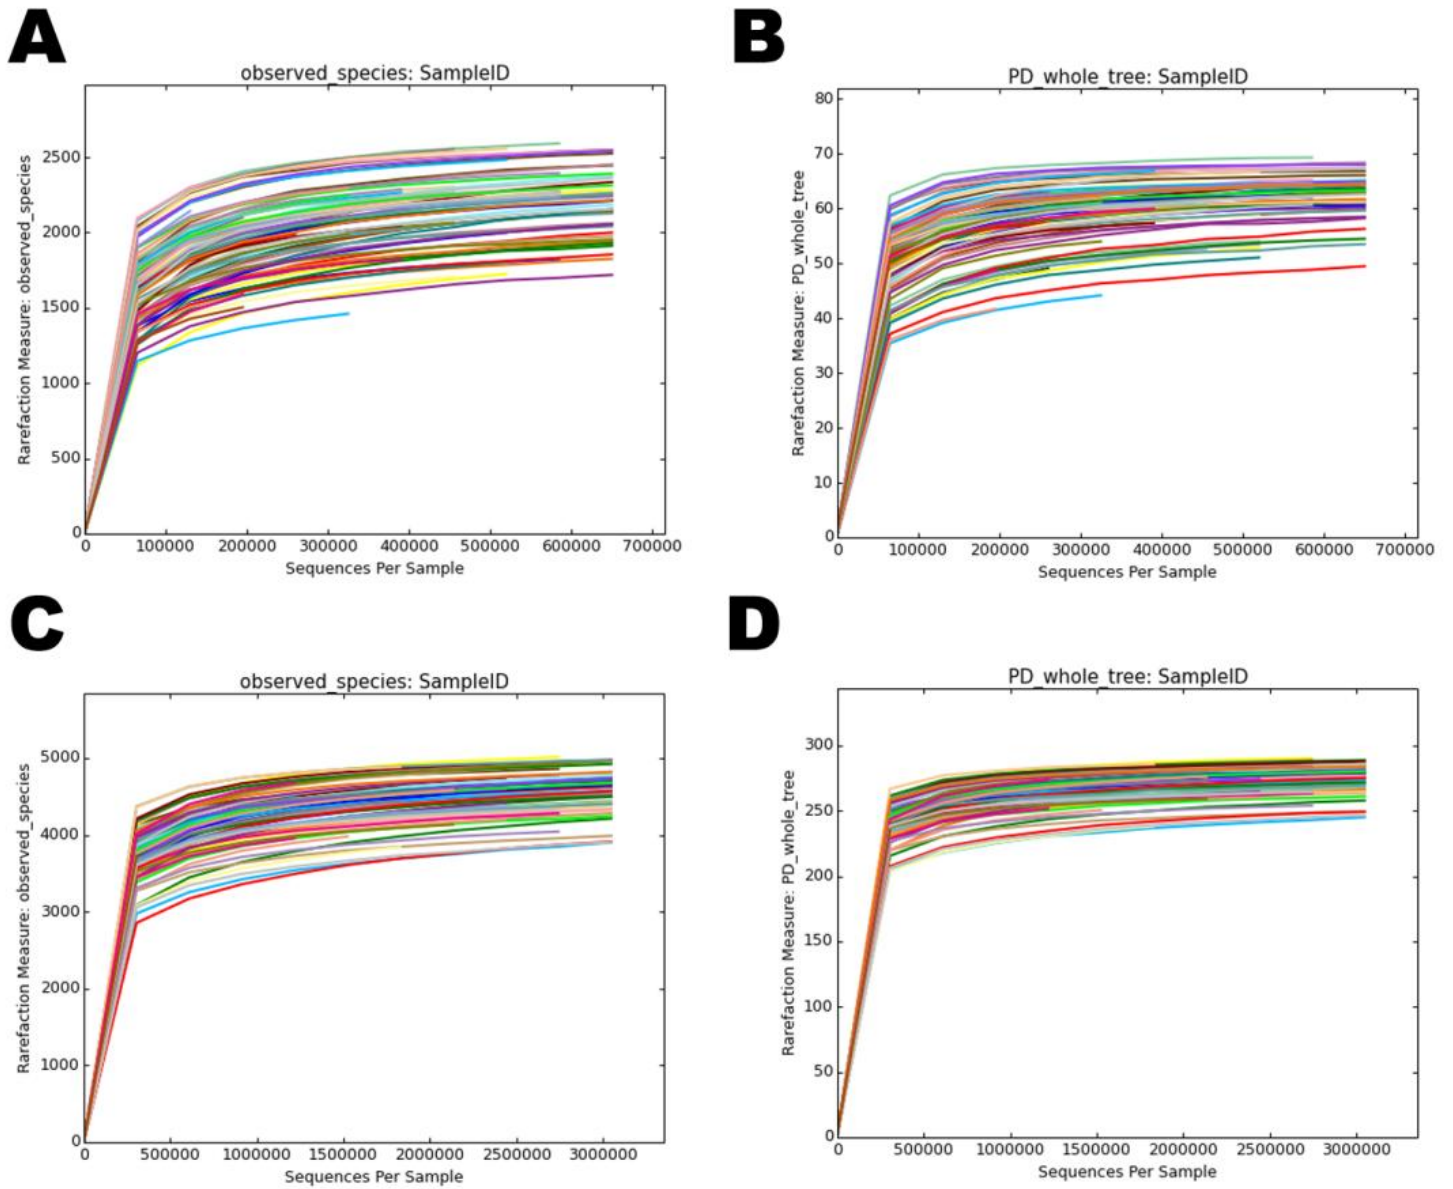 A
observed_species: SampleID
Rarefaction Measure: observed_species
2500
2000
1500
1000
500
0
0 100000 200000 300000 400000 500000 600000 700000
Sequences Per Sample
B
PD_whole_tree: SampleID
Rarefaction Measure: PD_whole_tree
80
70
60
50
40
30
20
10
0
0 100000 200000 300000 400000 500000 600000 700000
Sequences Per Sample
C
observed_species: SampleID
Rarefaction Measure: observed_species
5000
4000
3000
2000
1000
0
0 500000 1000000 1500000 2000000 2500000 3000000
Sequences Per Sample
D
PD_whole_tree: SampleID
Rarefaction Measure: PD_whole_tree
300
250
200
150
100
50
0
0 500000 1000000 1500000 2000000 2500000 3000000
Sequences Per Sample